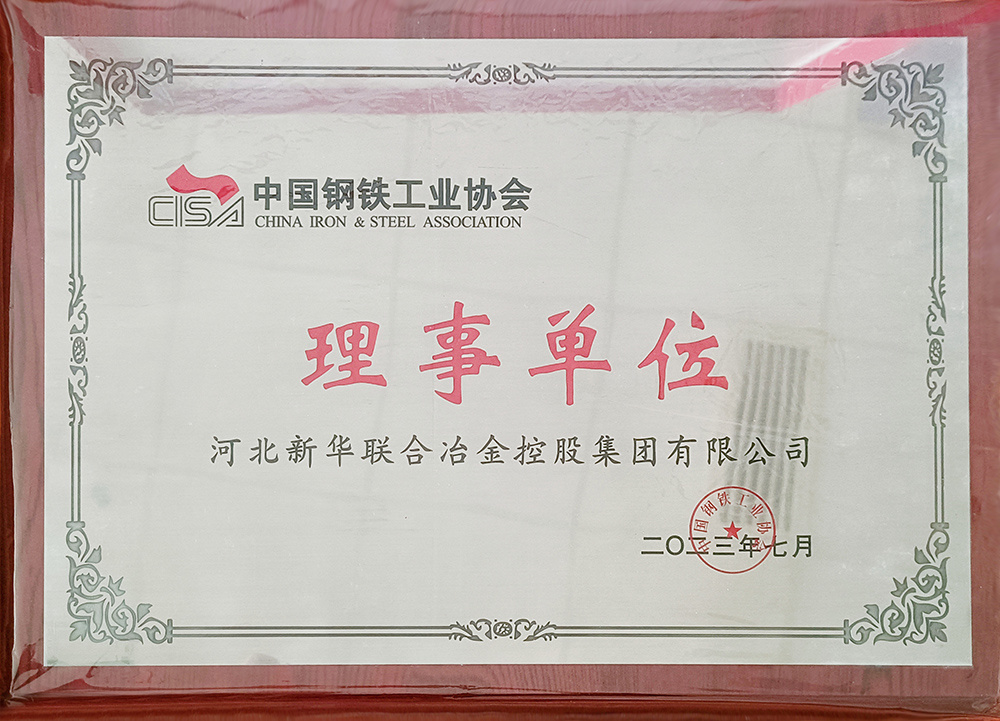 CISA 中国钢铁工业协会
CHINA IRON & STEEL ASSOCIATION
理事单位
河北新华联合冶金控股集团有限公司
中国钢铁工业协会
二〇二三年七月